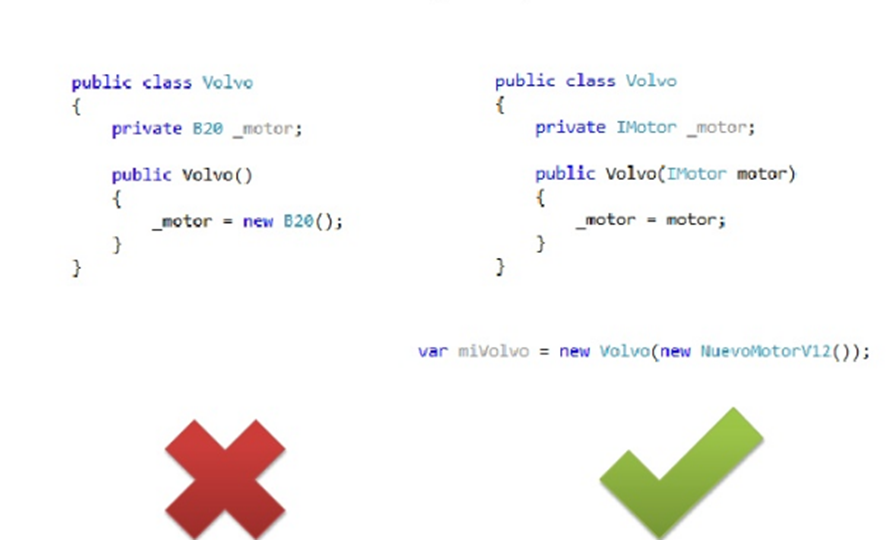 public class Volvo
{
    private B20 _motor;
    public Volvo()
    {
        _motor = new B20();
    }
}
public class Volvo
{
    private IMotor _motor;
    public Volvo(IMotor motor)
    {
        _motor = motor;
    }
}
var miVolvo = new Volvo(new NuevoMotorV12());